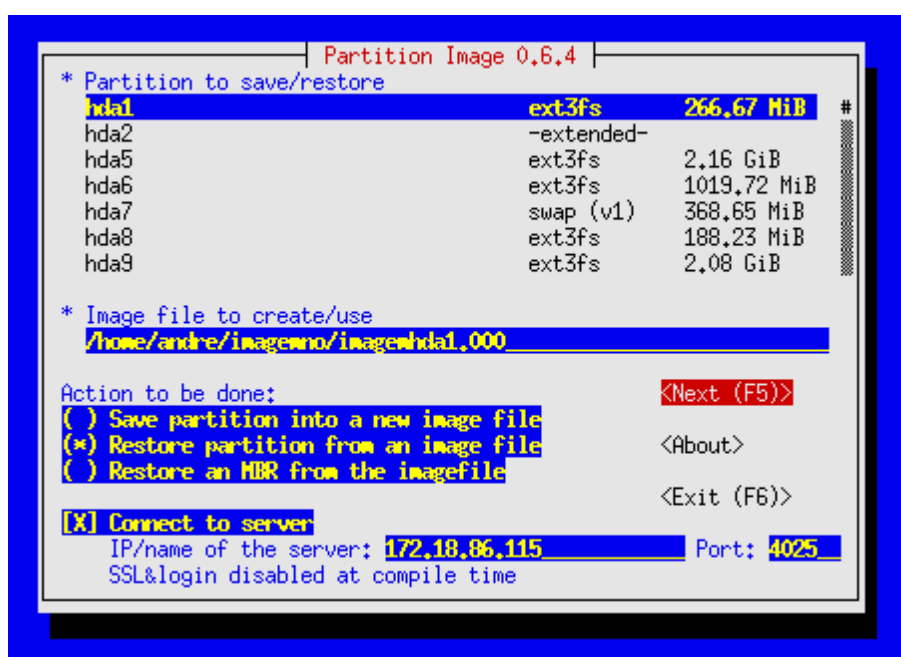 Partition Image 0.6.4
* Partition to save/restore
hda1 ext3fs 266.67 MiB #
hda2 -extended-
hda5 ext3fs 2.16 GiB
hda6 ext3fs 1019.72 MiB
hda7 swap (v1) 368.65 MiB
hda8 ext3fs 188.23 MiB
hda9 ext3fs 2.08 GiB
* Image file to create/use
/home/andre/imagemno/imagemhda1.000
Action to be done: <Next (F5)>
( ) Save partition into a new image file
(*) Restore partition from an image file <About>
( ) Restore an MBR from the imagefile
<Exit (F6)>
[X] Connect to server
IP/name of the server: 172.18.86.115 Port: 4025
SSL&login disabled at compile time